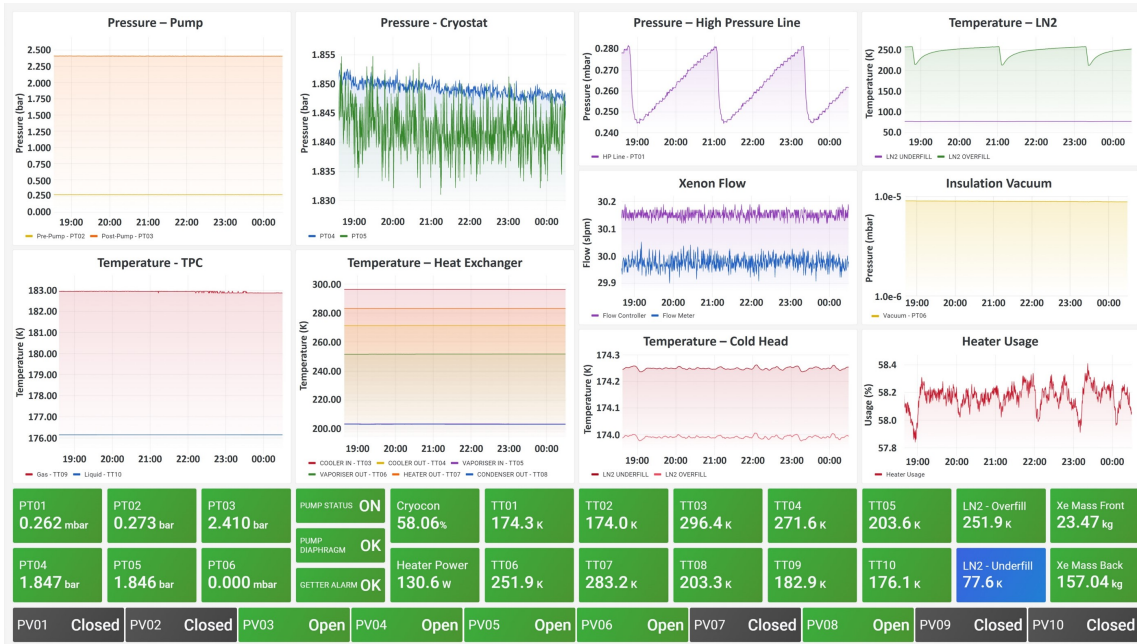 Pressure – Pump
Pressure (bar)
2.500
2.250
2.000
1.750
1.500
1.250
1.000
0.750
0.500
0.250
0.000
19:00 20:00 21:00 22:00 23:00 00:00
Pre-Pump - PT02 Post-Pump - PT03
Pressure - Cryostat
Pressure (bar)
1.855
1.850
1.845
1.840
1.835
1.830
19:00 20:00 21:00 22:00 23:00 00:00
PT04 PT05
Pressure – High Pressure Line
Pressure (mbar)
0.280
0.270
0.260
0.250
0.240
19:00 20:00 21:00 22:00 23:00 00:00
HP Line - PT01
Temperature – LN2
Temperature (K)
250.0
200.0
150.0
100.0
50.0
19:00 20:00 21:00 22:00 23:00 00:00
LN2 UNDERFILL LN2 OVERFILL
Xenon Flow
Flow (slpm)
30.2
30.1
30.0
29.9
19:00 20:00 21:00 22:00 23:00 00:00
Flow Controller Flow Meter
Insulation Vacuum
Pressure (mbar)
1.0e-5
1.0e-6
19:00 20:00 21:00 22:00 23:00 00:00
Vacuum - PT06
Temperature - TPC
Temperature (K)
183.00
182.00
181.00
180.00
179.00
178.00
177.00
176.00
19:00 20:00 21:00 22:00 23:00 00:00
Gas - TT09 Liquid - TT10
Temperature – Heat Exchanger
Temperature (K)
300.00
280.00
260.00
240.00
220.00
200.00
19:00 20:00 21:00 22:00 23:00 00:00
COOLER IN - TT03 COOLER OUT - TT04 VAPORISER IN - TT05
VAPORISER OUT - TT06 HEATER OUT - TT07 CONDENSER OUT - TT08
Temperature – Cold Head
Temperature (K)
174.3
174.2
174.1
174.0
19:00 20:00 21:00 22:00 23:00 00:00
LN2 UNDERFILL LN2 OVERFILL
Heater Usage
Usage (%)
58.4
58.2
58.0
57.8
19:00 20:00 21:00 22:00 23:00 00:00
Heater Usage
PT01
0.262 mbar
PT02
0.273 bar
PT03
2.410 bar
PUMP STATUS ON
PUMP DIAPHRAGM OK
GETTER ALARM OK
Cryocon
58.06%
TT01
174.3 K
TT02
174.0 K
TT03
296.4 K
TT04
271.6 K
TT05
203.6 K
LN2 - Overfill
251.9 K
Xe Mass Front
23.47 kg
PT04
1.847 bar
PT05
1.846 bar
PT06
0.000 mbar
Heater Power
130.6 W
TT06
251.9 K
TT07
283.2 K
TT08
203.3 K
TT09
182.9 K
TT10
176.1 K
LN2 - Underfill
77.6 K
Xe Mass Back
157.04 kg
PV01 Closed
PV02 Closed
PV03 Open
PV04 Open
PV05 Open
PV06 Open
PV07 Closed
PV08 Open
PV09 Closed
PV10 Closed